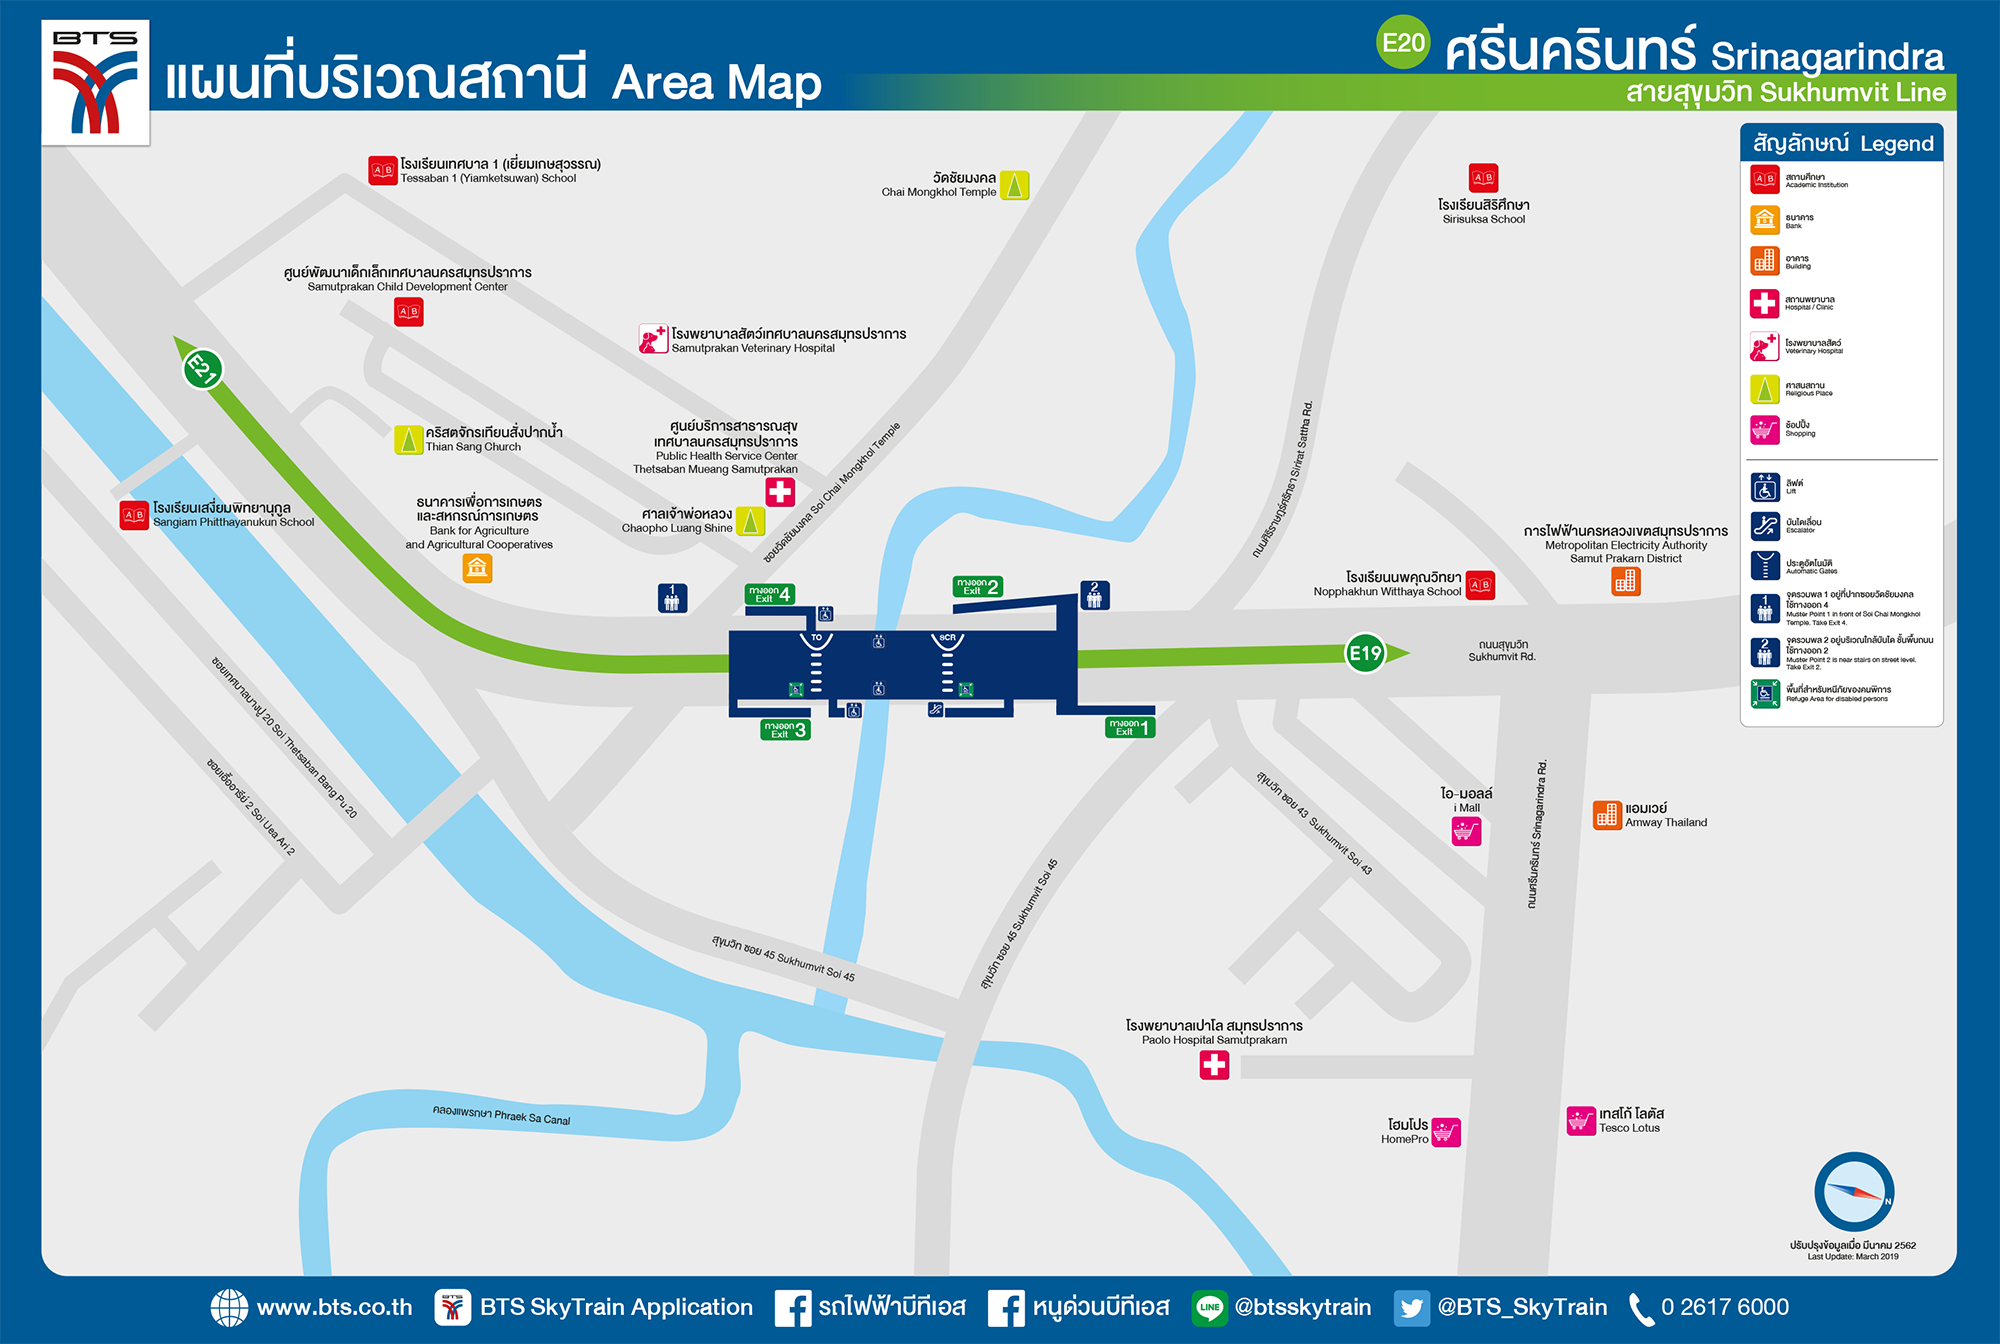 BTS
แผนที่บริเวณสถานี Area Map
E20 ศรีนครินทร์ Srinagarindra
สายสุขุมวิท Sukhumvit Line
โรงเรียนเทศบาล 1 (เยี่ยมเกษสุวรรณ)
Tessaban 1 (Yiamketsuwan) School
วัดชัยมงคล
Chai Mongkhol Temple
โรงเรียนสิริศึกษา
Sirisuksa School
ศูนย์พัฒนาเด็กเล็กเทศบาลนครสมุทรปราการ
Samutprakan Child Development Center
โรงพยาบาลสัตว์เทศบาลนครสมุทรปราการ
Samutprakan Veterinary Hospital
E21
คริสตจักรเทียนสั่งปากน้ำ
Thian Sang Church
ศูนย์บริการสาธารณสุข
เทศบาลนครสมุทรปราการ
Public Health Service Center
Thetsaban Mueang Samutprakan
ซอยวัดชัยมงคล Soi Chai Mongkhol Temple
ถนนศิริราษฎร์ศรัทธา Sirirat Sattha Rd.
โรงเรียนเสงี่ยมพิทยานุกูล
Sangiam Phitthayanukun School
ธนาคารเพื่อการเกษตร
และสหกรณ์การเกษตร
Bank for Agriculture
and Agricultural Cooperatives
ศาลเจ้าพ่อหลวง
Chaopho Luang Shine
การไฟฟ้านครหลวงเขตสมุทรปราการ
Metropolitan Electricity Authority
Samut Prakarn District
โรงเรียนนพคุณวิทยา
Nopphakhun Witthaya School
1
ทางออก
Exit 4
ทางออก
Exit 2
2
TO
SCR
E19
ถนนสุขุมวิท
Sukhumvit Rd.
ทางออก
Exit 3
ทางออก
Exit 1
ซอยเทศบาลบางปู 20 Soi Thetsaban Bang Pu 20
ซอยเอื้ออารีย์ 2 Soi Uea Ari 2
สุขุมวิท ซอย 43 Sukhumvit Soi 43
ไอ-มอลล์
i Mall
ถนนศรีนครินทร์ Srinagarindra Rd.
แอมเวย์
Amway Thailand
สุขุมวิท ซอย 45 Sukhumvit Soi 45
สุขุมวิท ซอย 45 Sukhumvit Soi 45
โรงพยาบาลเปาโล สมุทรปราการ
Paolo Hospital Samutprakarn
คลองแพรกษา Phraek Sa Canal
โฮมโปร
HomePro
เทสโก้ โลตัส
Tesco Lotus
สัญลักษณ์ Legend
สถานศึกษา
Academic Institution
ธนาคาร
Bank
อาคาร
Building
สถานพยาบาล
Hospital / Clinic
โรงพยาบาลสัตว์
Veterinary Hospital
ศาสนสถาน
Religious Place
ช้อปปิ้ง
Shopping
ลิฟต์
Lift
บันไดเลื่อน
Escalator
ประตูอัตโนมัติ
Automatic Gates
1
จุดรวมพล 1 อยู่ที่ปากซอยวัดชัยมงคล
ใช้ทางออก 4
Muster Point 1 in front of Soi Chai Mongkhol
Temple. Take Exit 4.
2
จุดรวมพล 2 อยู่บริเวณใกล้บันได ชั้นพื้นถนน
ใช้ทางออก 2
Muster Point 2 is near stairs on street level.
Take Exit 2.
พื้นที่สำหรับหนีภัยของคนพิการ
Refuge Area for disabled persons
N
ปรับปรุงข้อมูลเมื่อ มีนาคม 2562
Last Update: March 2019
www.bts.co.th
BTS
BTS SkyTrain Application
รถไฟฟ้าบีทีเอส
หนูด่วนบีทีเอส
LINE
@btsskytrain
@BTS_SkyTrain
0 2617 6000